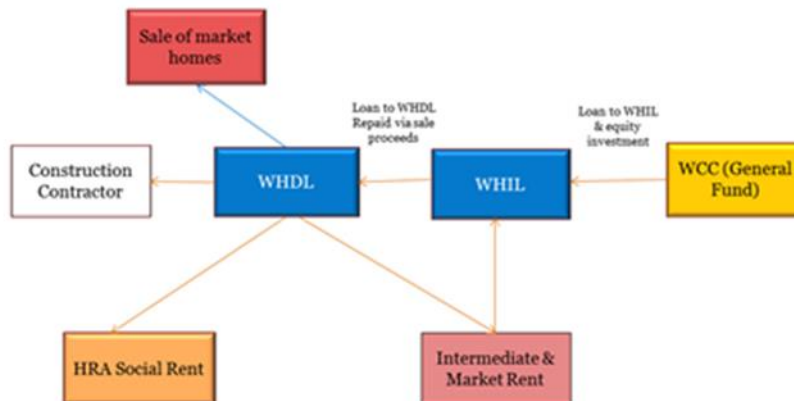 Sale of market
homes
Loan to WHDL
Repaid via sale
proceeds
Loan to WHIL
& equity
investment
Construction
Contractor
WHDL
WHIL
WCC (General
Fund)
HRA Social Rent
Intermediate &
Market Rent